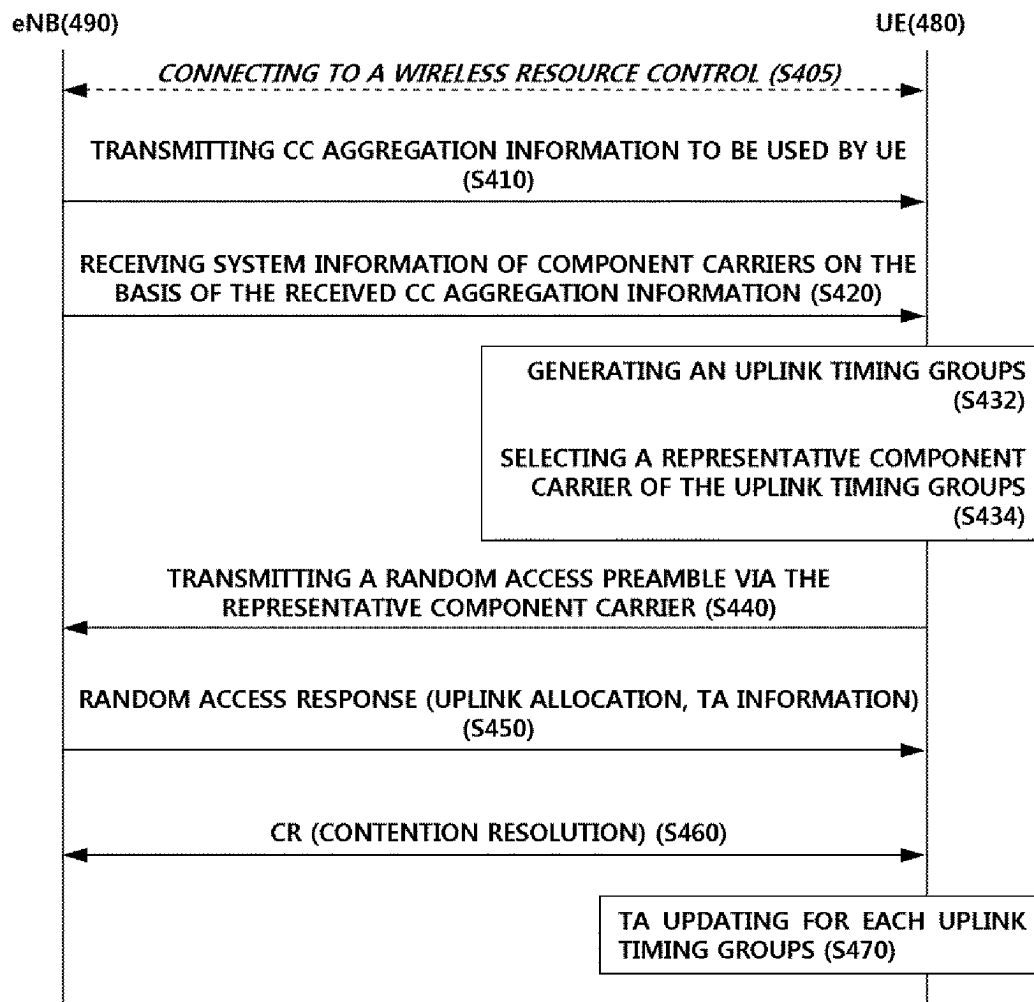 eNB(490)
UE(480)
CONNECTING TO A WIRELESS RESOURCE CONTROL (S405)
TRANSMITTING CC AGGREGATION INFORMATION TO BE USED BY UE
(S410)
RECEIVING SYSTEM INFORMATION OF COMPONENT CARRIERS ON THE
BASIS OF THE RECEIVED CC AGGREGATION INFORMATION (S420)
GENERATING AN UPLINK TIMING GROUPS
(S432)
SELECTING A REPRESENTATIVE COMPONENT
CARRIER OF THE UPLINK TIMING GROUPS
(S434)
TRANSMITTING A RANDOM ACCESS PREAMBLE VIA THE
REPRESENTATIVE COMPONENT CARRIER (S440)
RANDOM ACCESS RESPONSE (UPLINK ALLOCATION, TA INFORMATION)
(S450)
CR (CONTENTION RESOLUTION) (S460)
TA UPDATING FOR EACH UPLINK
TIMING GROUPS (S470)